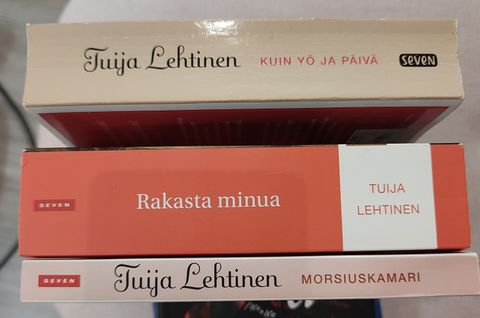 Tuija Lehtinen KUIN YÖ JA PÄIVÄ seven
SEVEN Rakasta minua TUIJA
LEHTINEN
SEVEN Tuija Lehtinen MORSIUSKAMARI